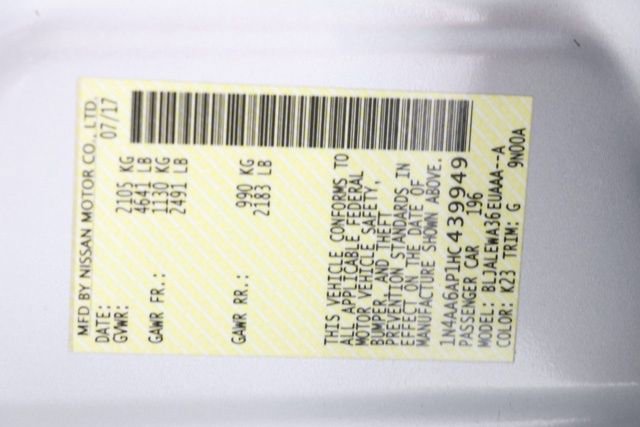 MFD BY NISSAN MOTOR CO., LTD.
DATE: 07/17
GVWR: 2105 KG
4641 LB
GAWR FR.: 1130 KG
2491 LB
GAWR RR.: 990 KG
2183 LB
THIS VEHICLE CONFORMS TO
ALL APPLICABLE FEDERAL
MOTOR VEHICLE SAFETY,
BUMPER, AND THEFT
PREVENTION STANDARDS IN
EFFECT ON THE DATE OF
MANUFACTURE SHOWN ABOVE.
1N4AA6AP1HC439949
PASSENGER CAR 196
MODEL: BLJALEWA36EUAAA--A
COLOR: K23 TRIM: G 9N00A